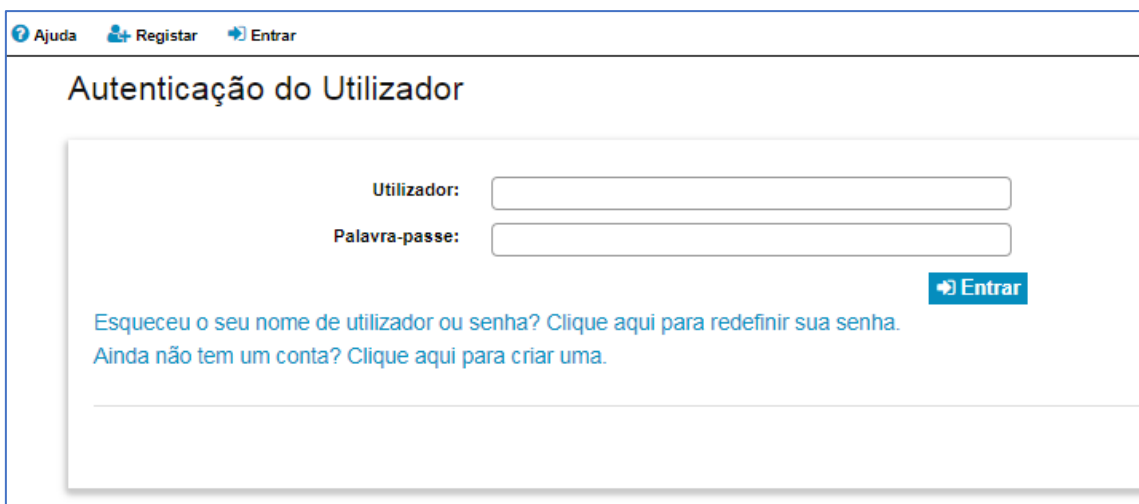 Ajuda Registar Entrar
Autenticação do Utilizador
Utilizador:
Palavra-passe:
Entrar
Esqueceu o seu nome de utilizador ou senha? Clique aqui para redefinir sua senha.
Ainda não tem um conta? Clique aqui para criar uma.